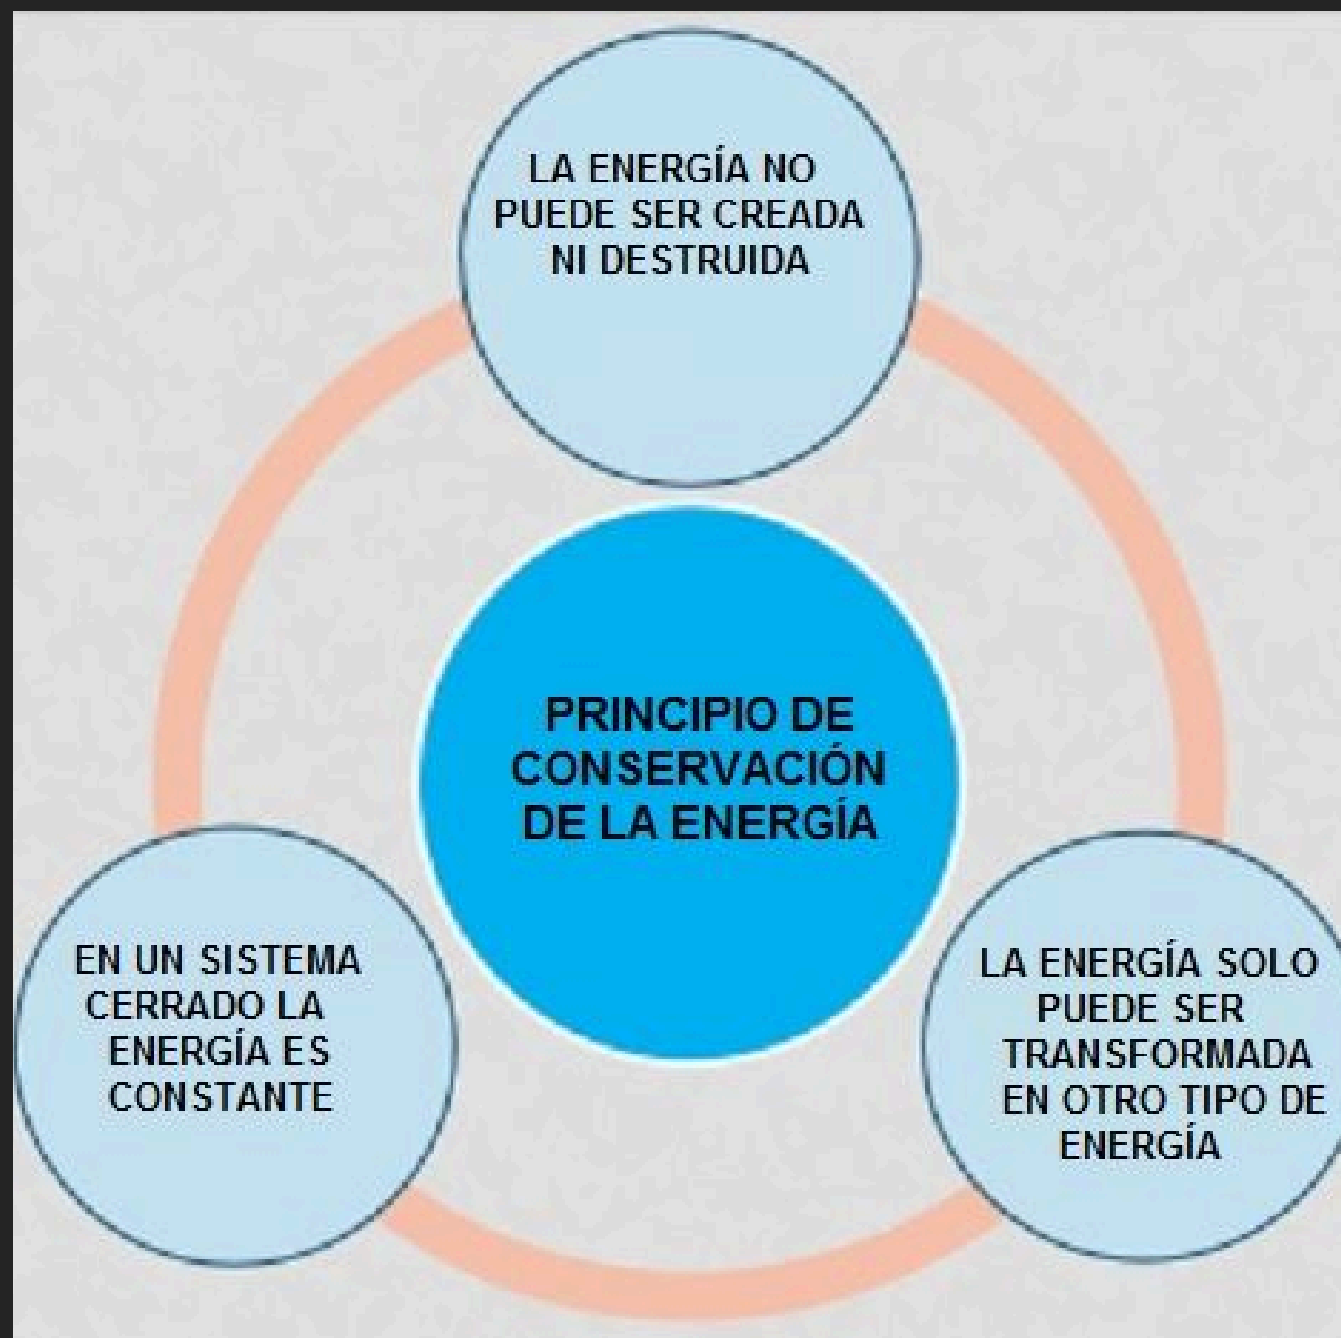 LA ENERGÍA NO
PUEDE SER CREADA
NI DESTRUIDA
PRINCIPIO DE
CONSERVACIÓN
DE LA ENERGÍA
EN UN SISTEMA
CERRADO LA
ENERGÍA ES
CONSTANTE
LA ENERGÍA SOLO
PUEDE SER
TRANSFORMADA
EN OTRO TIPO DE
ENERGÍA